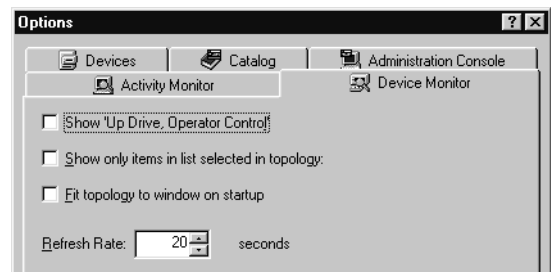 Options
Devices Catalog Administration Console
Activity Monitor Device Monitor
Show 'Up Drive, Operator Control'
Show only items in list selected in topology:
Fit topology to window on startup
Refresh Rate: 20 seconds